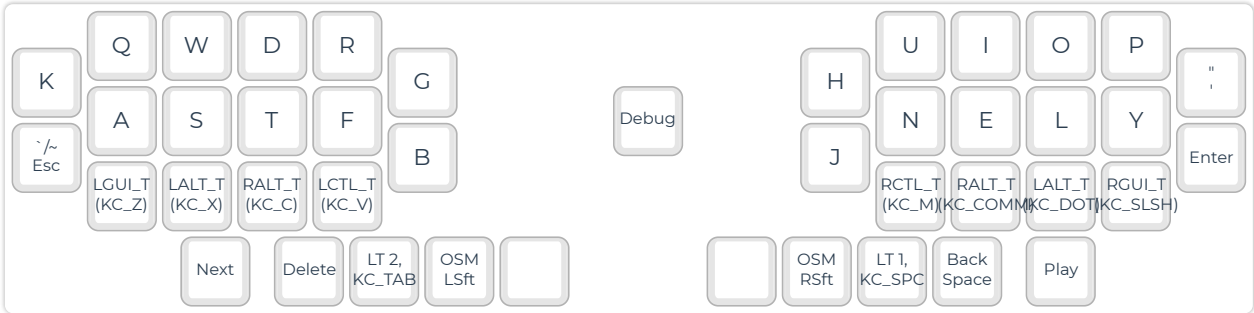 Q W D R U I O P
K G H "
'
A S T F Debug N E L Y
`/~
Esc
B J Enter
LGUI_T LALT_T RALT_T LCTL_T RCTL_T RALT_T LALT_T RGUI_T
(KC_Z) (KC_X) (KC_C) (KC_V) (KC_M) (KC_COMM) (KC_DOT) (KC_SLSH)
Next Delete LT 2,
KC_TAB
OSM
LSft
OSM
RSft
LT 1,
KC_SPC
Back
Space
Play